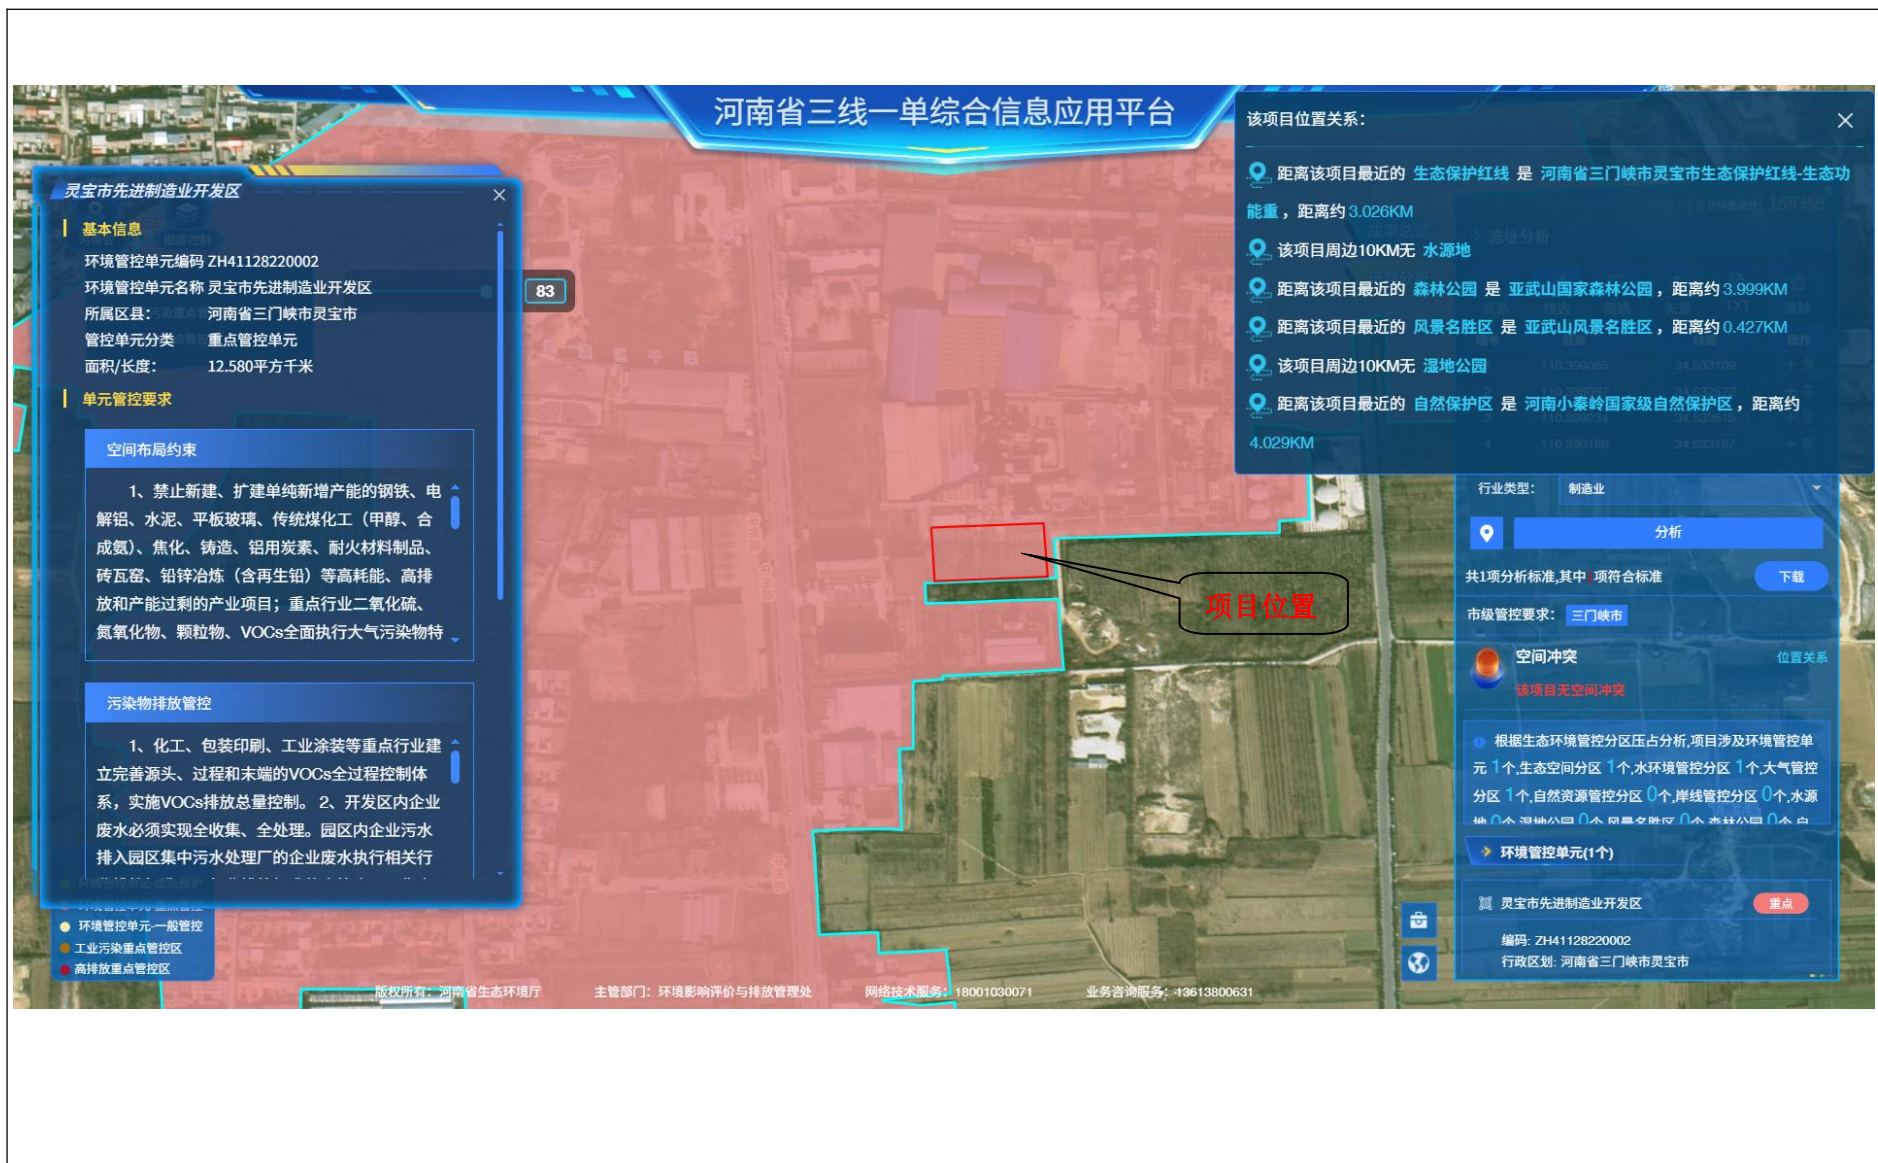 河南省三线一单综合信息应用平台
灵宝市先进制造业开发区
基本信息
环境管控单元编码 ZH41128220002
环境管控单元名称 灵宝市先进制造业开发区
所属区县： 河南省三门峡市灵宝市
管控单元分类 重点管控单元
面积/长度： 12.580平方千米
单元管控要求
空间布局约束
1、禁止新建、扩建单纯新增产能的钢铁、电
解铝、水泥、平板玻璃、传统煤化工（甲醇、合
成氨）、焦化、铸造、铝用炭素、耐火材料制品、
砖瓦窑、铅锌冶炼（含再生铅）等高耗能、高排
放和产能过剩的产业项目；重点行业二氧化硫、
氮氧化物、颗粒物、VOCs全面执行大气污染物特
污染物排放管控
1、化工、包装印刷、工业涂装等重点行业建
立完善源头、过程和末端的VOCs全过程控制体
系，实施VOCs排放总量控制。 2、开发区内企业
废水必须实现全收集、全处理。园区内企业污水
排入园区集中污水处理厂的企业废水执行相关行
环境管控单元-一般管控
工业污染重点管控区
高排放重点管控区
83
项目位置
该项目位置关系：
距离该项目最近的 生态保护红线 是 河南省三门峡市灵宝市生态保护红线-生态功
能重， 距离约 3.026KM
该项目周边10KM无 水源地
距离该项目最近的 森林公园 是 亚武山国家森林公园， 距离约 3.999KM
距离该项目最近的 风景名胜区 是 亚武山风景名胜区， 距离约 0.427KM
该项目周边10KM无 湿地公园
距离该项目最近的 自然保护区 是 河南小秦岭国家级自然保护区， 距离约
4.029KM
4 110.399186 34.533157
行业类型： 制造业
分析
共1项分析标准,其中 项符合标准 下载
市级管控要求： 三门峡市
空间冲突 位置关系
该项目无空间冲突
根据生态环境管控分区压占分析,项目涉及环境管控单
元 1个,生态空间分区 1个,水环境管控分区 1个,大气管控
分区 1个,自然资源管控分区 0个,岸线管控分区 0个,水源
地 0个,湿地公园 0个,风景名胜区 0个,森林公园 0个,自
环境管控单元(1个)
灵宝市先进制造业开发区 重点
编码: ZH41128220002
行政区划: 河南省三门峡市灵宝市
版权所有：河南省生态环境厅 主管部门：环境影响评价与排放管理处 网络技术服务：18001030071 业务咨询服务：13613800631